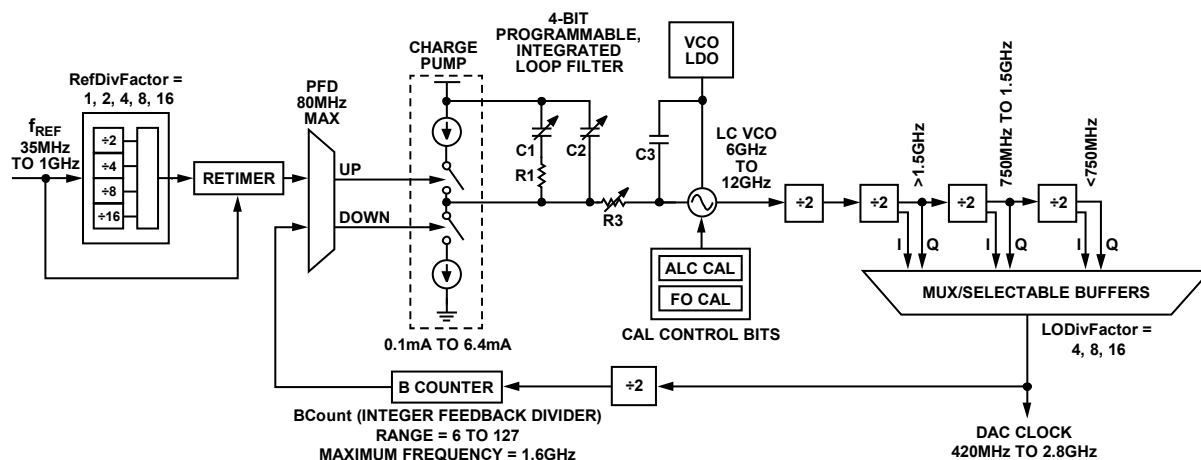 4-BIT
PROGRAMMABLE,
INTEGRATED
LOOP FILTER
VCO
LDO
CHARGE
PUMP
RefDivFactor =
1, 2, 4, 8, 16
PFD
80MHz
MAX
fREF
35MHz
TO 1GHz
÷2
÷4
÷8
÷16
RETIMER
UP
DOWN
C1
R1
C2
C3
R3
LC VCO
6GHz
TO
12GHz
÷2
÷2
>1.5GHz
÷2
750MHz TO 1.5GHz
÷2
<750MHz
I
Q
I
Q
I
Q
ALC CAL
FO CAL
CAL CONTROL BITS
MUX/SELECTABLE BUFFERS
LODivFactor =
4, 8, 16
0.1mA TO 6.4mA
B COUNTER
÷2
BCount (INTEGER FEEDBACK DIVIDER)
RANGE = 6 TO 127
MAXIMUM FREQUENCY = 1.6GHz
DAC CLOCK
420MHz TO 2.8GHz